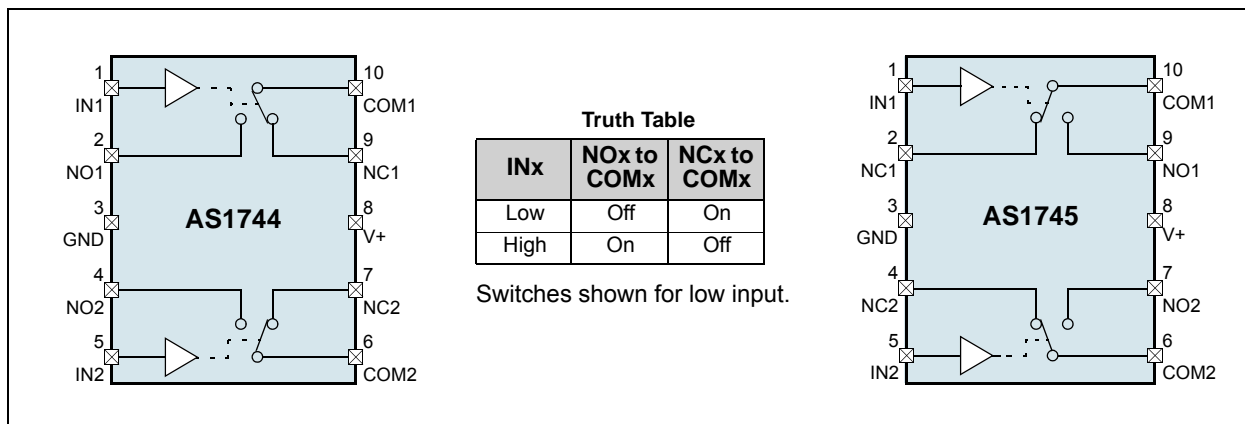 1
IN1
2
NO1
3
GND
4
NO2
5
IN2
AS1744
10
COM1
9
NC1
8
V+
7
NC2
6
COM2
Truth Table
INx NOx to COMx NCx to COMx
Low Off On
High On Off
Switches shown for low input.
1
IN1
2
NC1
3
GND
4
NC2
5
IN2
AS1745
10
COM1
9
NO1
8
V+
7
NO2
6
COM2